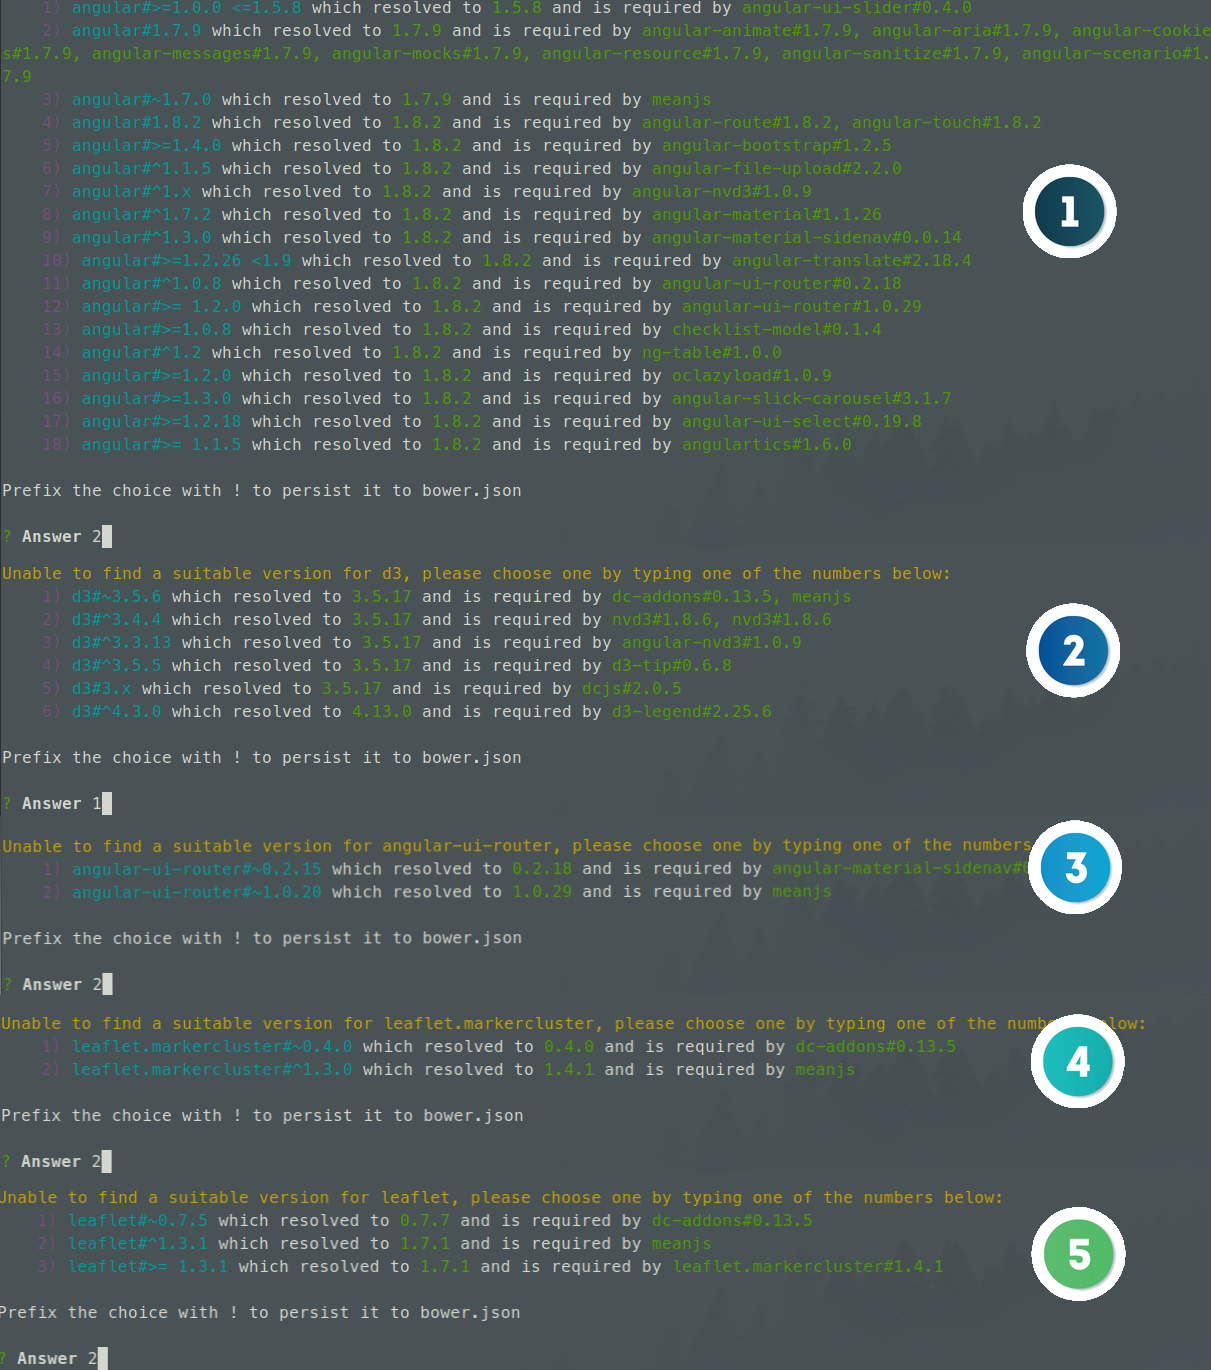 1) angular#>=1.0.0 <=1.5.8 which resolved to 1.5.8 and is required by angular-ui-slider#0.4.0
2) angular#1.7.9 which resolved to 1.7.9 and is required by angular-animate#1.7.9, angular-aria#1.7.9, angular-cookie
s#1.7.9, angular-messages#1.7.9, angular-mocks#1.7.9, angular-resource#1.7.9, angular-sanitize#1.7.9, angular-scenario#1.
7.9
3) angular#~1.7.0 which resolved to 1.7.9 and is required by meanjs
4) angular#1.8.2 which resolved to 1.8.2 and is required by angular-route#1.8.2, angular-touch#1.8.2
5) angular#>=1.4.0 which resolved to 1.8.2 and is required by angular-bootstrap#1.2.5
6) angular#^1.1.5 which resolved to 1.8.2 and is required by angular-file-upload#2.2.0
7) angular#^1.x which resolved to 1.8.2 and is required by angular-nvd3#1.0.9
8) angular#^1.7.2 which resolved to 1.8.2 and is required by angular-material#1.1.26
9) angular#^1.3.0 which resolved to 1.8.2 and is required by angular-material-sidenav#0.0.14
10) angular#>=1.2.26 <1.9 which resolved to 1.8.2 and is required by angular-translate#2.18.4
11) angular#^1.0.8 which resolved to 1.8.2 and is required by angular-ui-router#0.2.18
12) angular#>= 1.2.0 which resolved to 1.8.2 and is required by angular-ui-router#1.0.29
13) angular#>=1.0.8 which resolved to 1.8.2 and is required by checklist-model#0.1.4
14) angular#^1.2 which resolved to 1.8.2 and is required by ng-table#1.0.0
15) angular#>=1.2.0 which resolved to 1.8.2 and is required by oclazyload#1.0.9
16) angular#>=1.3.0 which resolved to 1.8.2 and is required by angular-slick-carousel#3.1.7
17) angular#>=1.2.18 which resolved to 1.8.2 and is required by angular-ui-select#0.19.8
18) angular#>= 1.1.5 which resolved to 1.8.2 and is required by angulartics#1.6.0
1
Prefix the choice with ! to persist it to bower.json
? Answer 2
Unable to find a suitable version for d3, please choose one by typing one of the numbers below:
1) d3#~3.5.6 which resolved to 3.5.17 and is required by dc-addons#0.13.5, meanjs
2) d3#^3.4.4 which resolved to 3.5.17 and is required by nvd3#1.8.6, nvd3#1.8.6
3) d3#^3.3.13 which resolved to 3.5.17 and is required by angular-nvd3#1.0.9
4) d3#^3.5.5 which resolved to 3.5.17 and is required by d3-tip#0.6.8
5) d3#3.x which resolved to 3.5.17 and is required by dcjs#2.0.5
6) d3#^4.3.0 which resolved to 4.13.0 and is required by d3-legend#2.25.6
2
Prefix the choice with ! to persist it to bower.json
? Answer 1
Unable to find a suitable version for angular-ui-router, please choose one by typing one of the numbers
1) angular-ui-router#~0.2.15 which resolved to 0.2.18 and is required by angular-material-sidenav#
2) angular-ui-router#~1.0.20 which resolved to 1.0.29 and is required by meanjs
3
Prefix the choice with ! to persist it to bower.json
? Answer 2
Unable to find a suitable version for leaflet.markercluster, please choose one by typing one of the
1) leaflet.markercluster#~0.4.0 which resolved to 0.4.0 and is required by dc-addons#0.13.5
2) leaflet.markercluster#^1.3.0 which resolved to 1.4.1 and is required by meanjs
4
Prefix the choice with ! to persist it to bower.json
? Answer 2
Unable to find a suitable version for leaflet, please choose one by typing one of the numbers below:
1) leaflet#~0.7.5 which resolved to 0.7.7 and is required by dc-addons#0.13.5
2) leaflet#^1.3.1 which resolved to 1.7.1 and is required by meanjs
3) leaflet#>= 1.3.1 which resolved to 1.7.1 and is required by leaflet.markercluster#1.4.1
5
Prefix the choice with ! to persist it to bower.json
? Answer 2